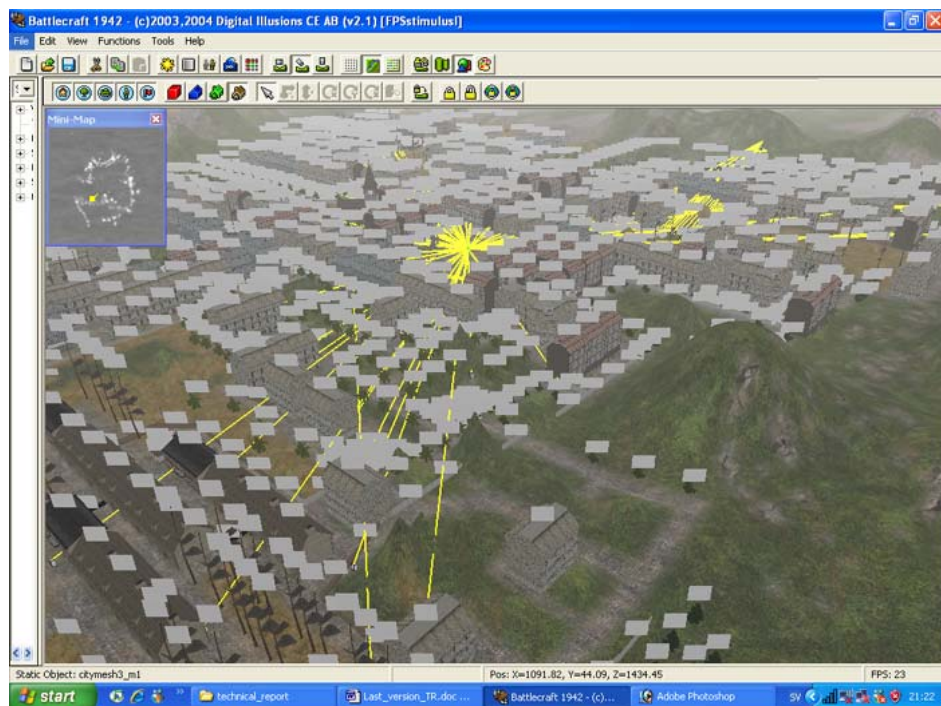 Battlecraft 1942 - (c)2003,2004 Digital Illusions CE AB (v2.1) [FPSstimulus!]
File Edit View Functions Tools Help
Mini-Map
Static Object: citymesh3_m1 Pos: X=1091.82, Y=44.09, Z=1434.45 FPS: 23
start technical_report Last_version_TR.doc ... Battlecraft 1942 - (c)... Adobe Photoshop SV 21:22